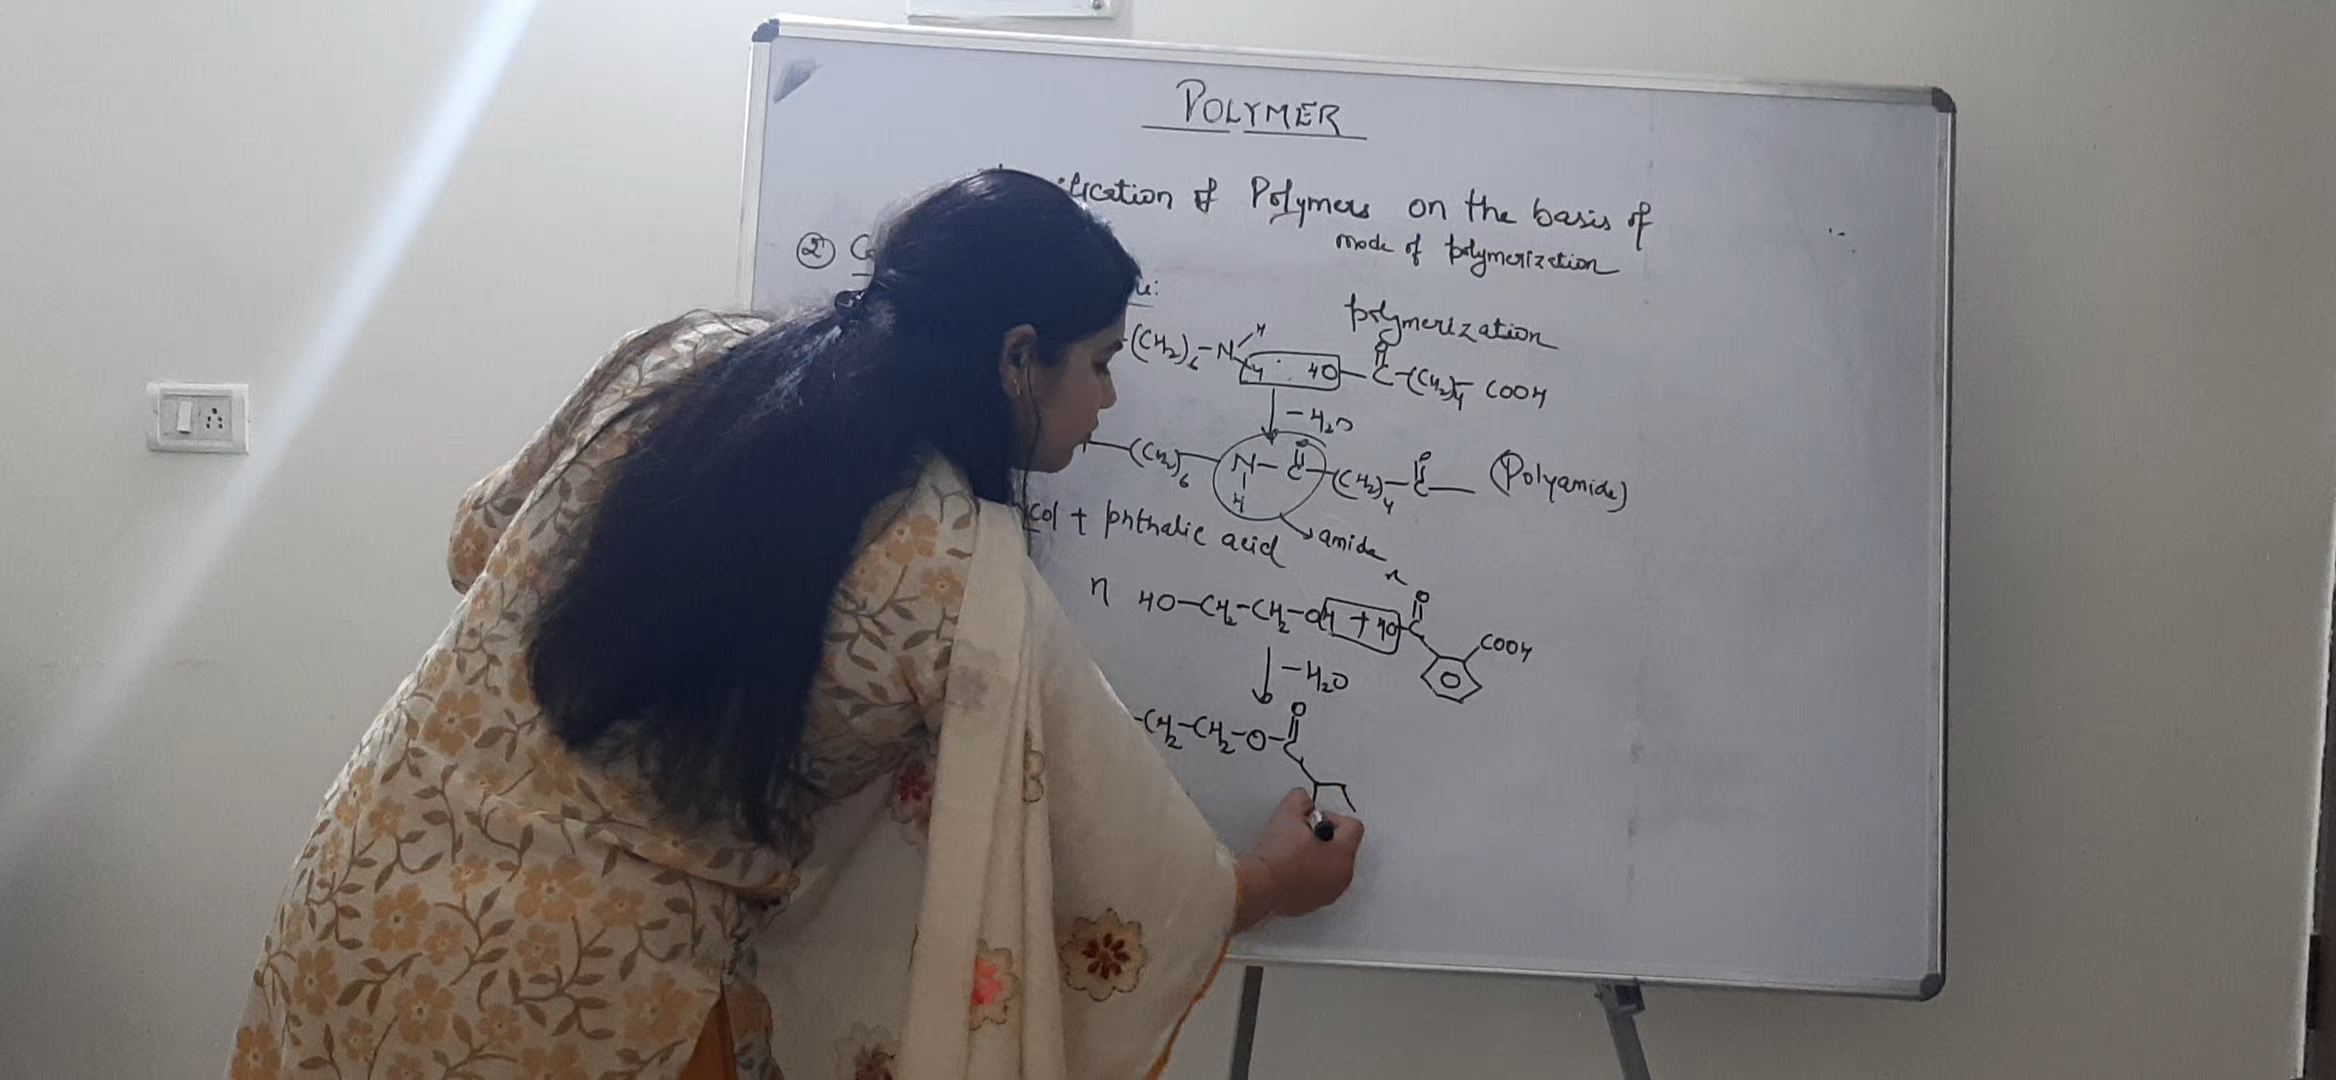 POLYMER
ification of Polymers on the basis of
mode of polymerization
② C
polymerization
-(CH₂)₆-N-H H HO-C(=O)-(CH₂)₄-COOH
↓ -H₂O
-(CH₂)₆-N(H)-C(=O)-(CH₂)₄-C(=O)- (Polyamide)
col + phthalic acid → amide
n HO-CH₂-CH₂-OH + n HO-C(=O) COOH
↓ -H₂O
-CH₂-CH₂-O-C(=O)